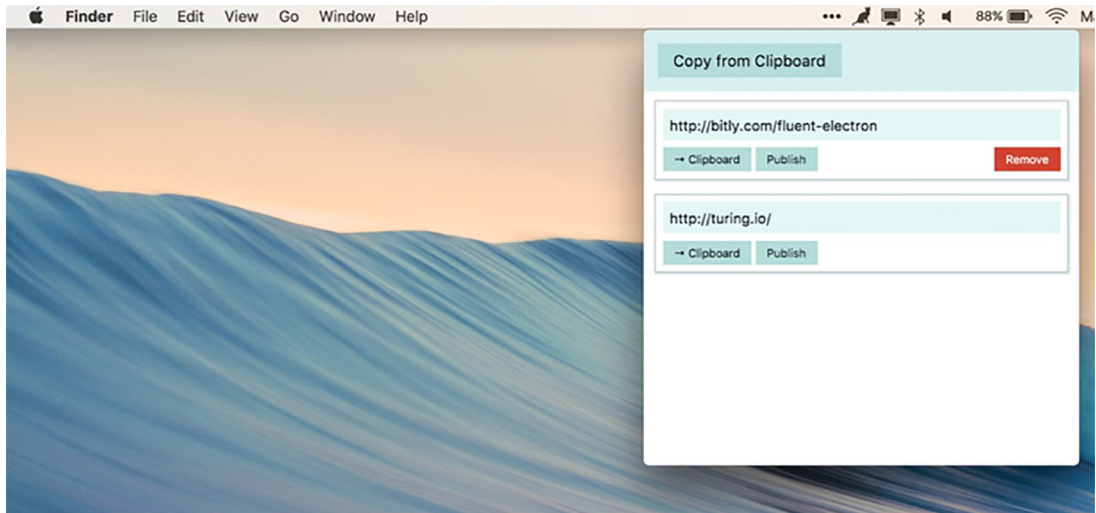 Finder File Edit View Go Window Help 88%
Copy from Clipboard
http://bitly.com/fluent-electron
→ Clipboard Publish Remove
http://turing.io/
→ Clipboard Publish